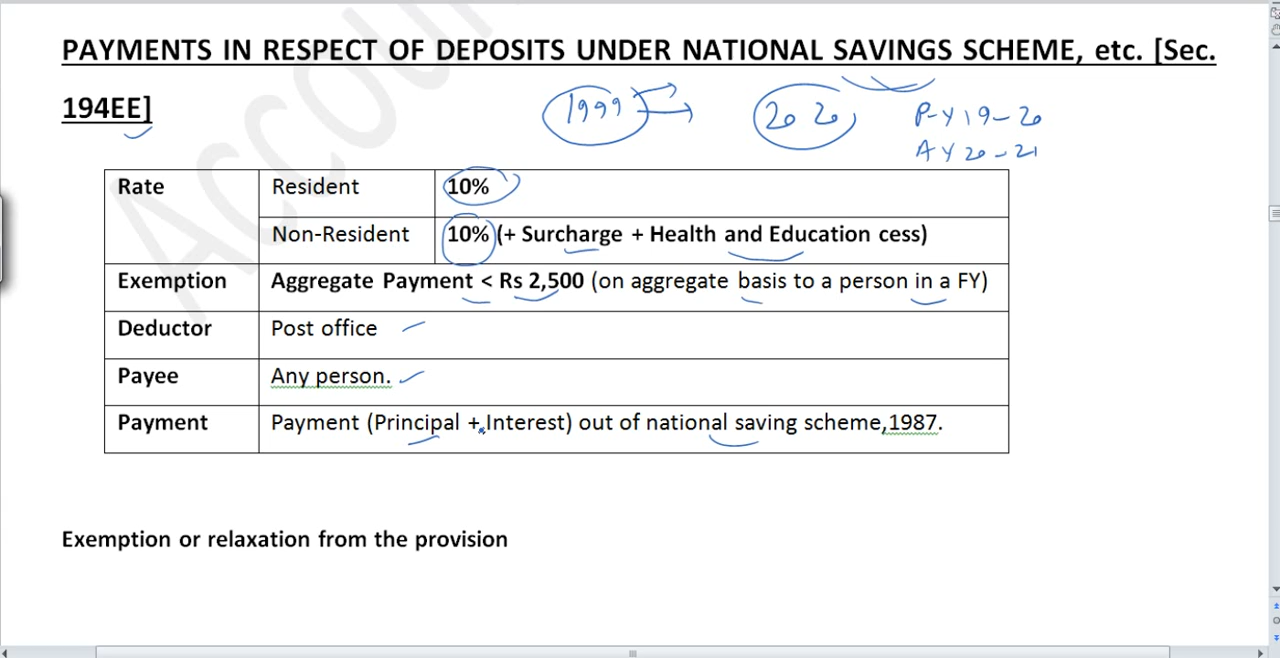 PAYMENTS IN RESPECT OF DEPOSITS UNDER NATIONAL SAVINGS SCHEME, etc. [Sec.
194EE]
1999
2020
P-Y 19-20
AY 20-21
Rate Resident 10%
Non-Resident 10% (+ Surcharge + Health and Education cess)
Exemption Aggregate Payment < Rs 2,500 (on aggregate basis to a person in a FY)
Deductor Post office
Payee Any person.
Payment Payment (Principal + Interest) out of national saving scheme,1987.
Exemption or relaxation from the provision